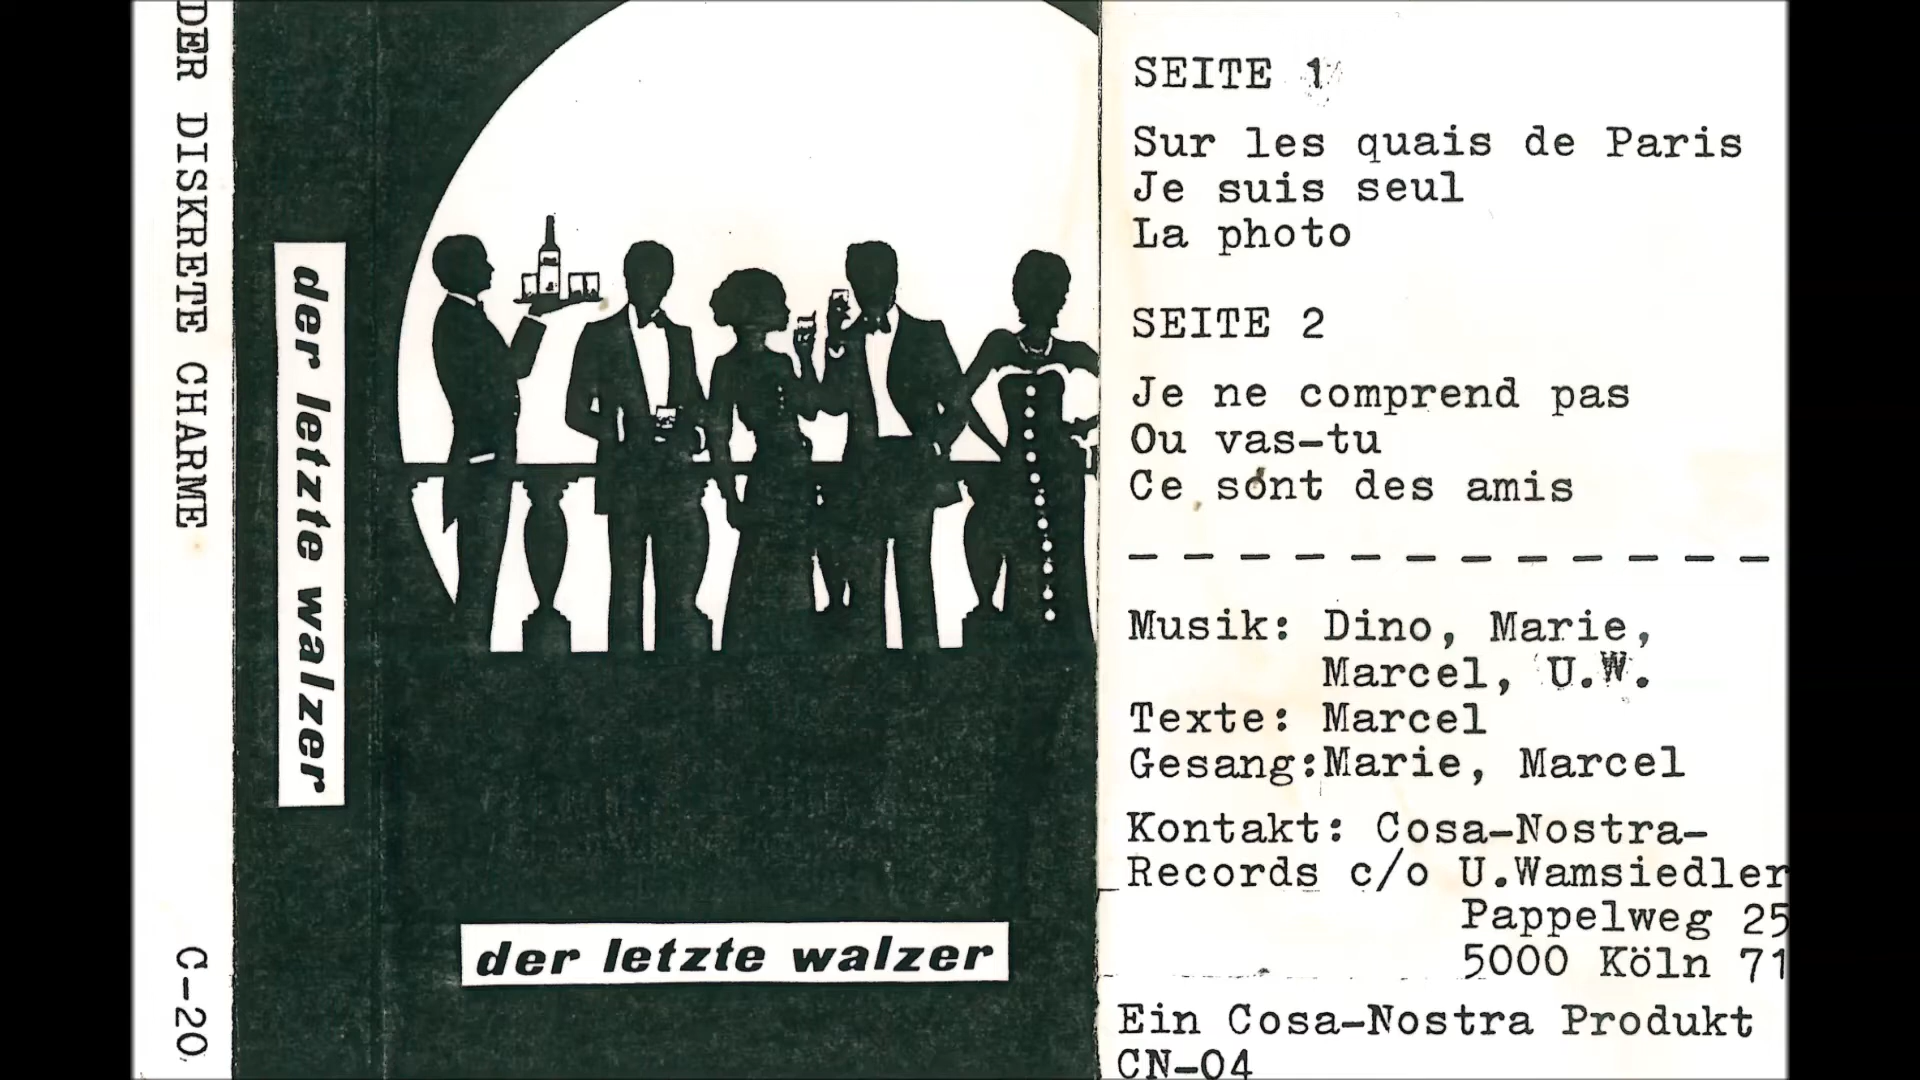 DER DISKRETE CHARME
C-20
der letzte walzer
der letzte walzer
SEITE 1
Sur les quais de Paris
Je suis seul
La photo
SEITE 2
Je ne comprend pas
Ou vas-tu
Ce sont des amis
Musik: Dino, Marie,
Marcel, U.W.
Texte: Marcel
Gesang:Marie, Marcel
Kontakt: Cosa-Nostra-
Records c/o U.Wamsiedler
Pappelweg 25
5000 Köln 71
Ein Cosa-Nostra Produkt
CN-04